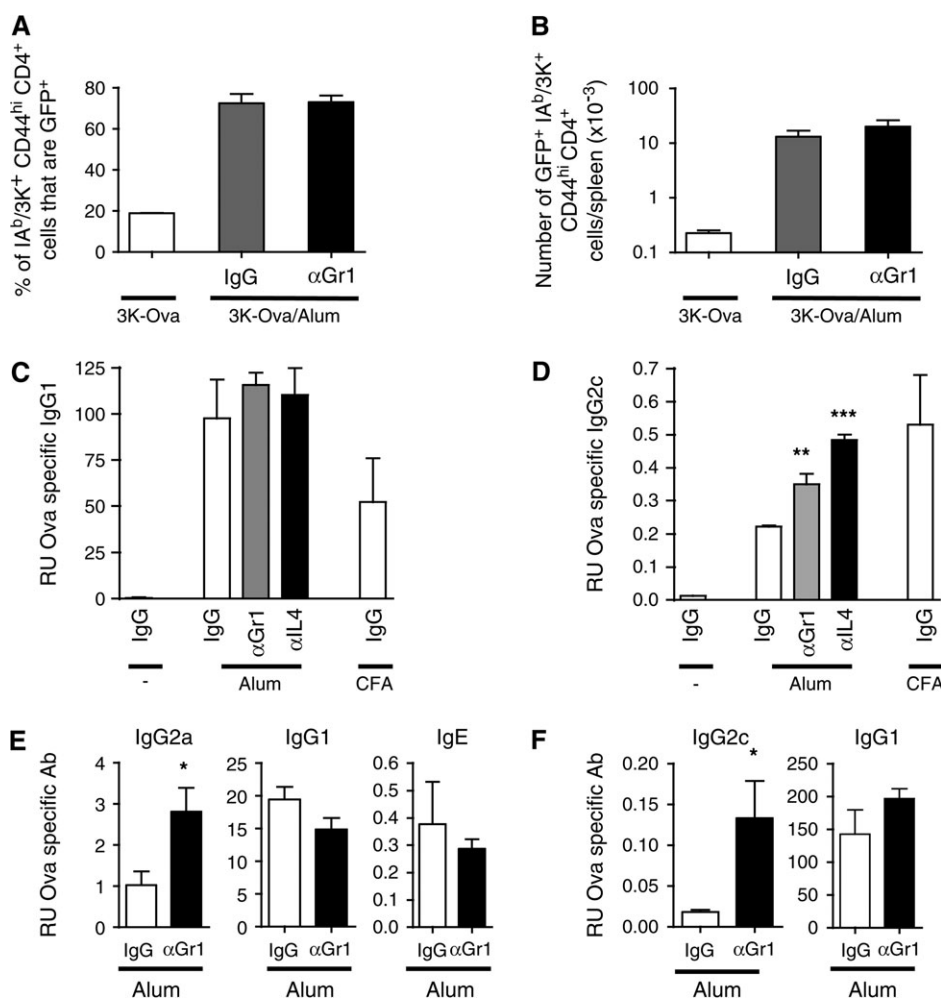 A
% of IAᵇ/3K⁺ CD44ʰⁱ CD4⁺
cells that are GFP⁺
80
60
40
20
0
IgG
αGr1
3K-Ova
3K-Ova/Alum
B
Number of GFP⁺ IAᵇ/3K⁺
CD44ʰⁱ CD4⁺
cells/spleen (x10⁻³)
100
10
1
0.1
IgG
αGr1
3K-Ova
3K-Ova/Alum
C
RU Ova specific IgG1
125
100
75
50
25
0
IgG
IgG
αGr1
αIL4
IgG
-
Alum
CFA
D
RU Ova specific IgG2c
0.7
0.6
0.5
0.4
0.3
0.2
0.1
0.0
**
***
IgG
IgG
αGr1
αIL4
IgG
-
Alum
CFA
E
RU Ova specific Ab
IgG2a
4
3
2
1
0
*
IgG αGr1
Alum
IgG1
25
20
15
10
5
0
IgG αGr1
Alum
IgE
0.6
0.5
0.4
0.3
0.2
0.1
0.0
IgG αGr1
Alum
F
RU Ova specific Ab
IgG2c
0.20
0.15
0.10
0.05
0.00
*
IgG αGr1
Alum
IgG1
250
200
150
100
50
0
IgG αGr1
Alum